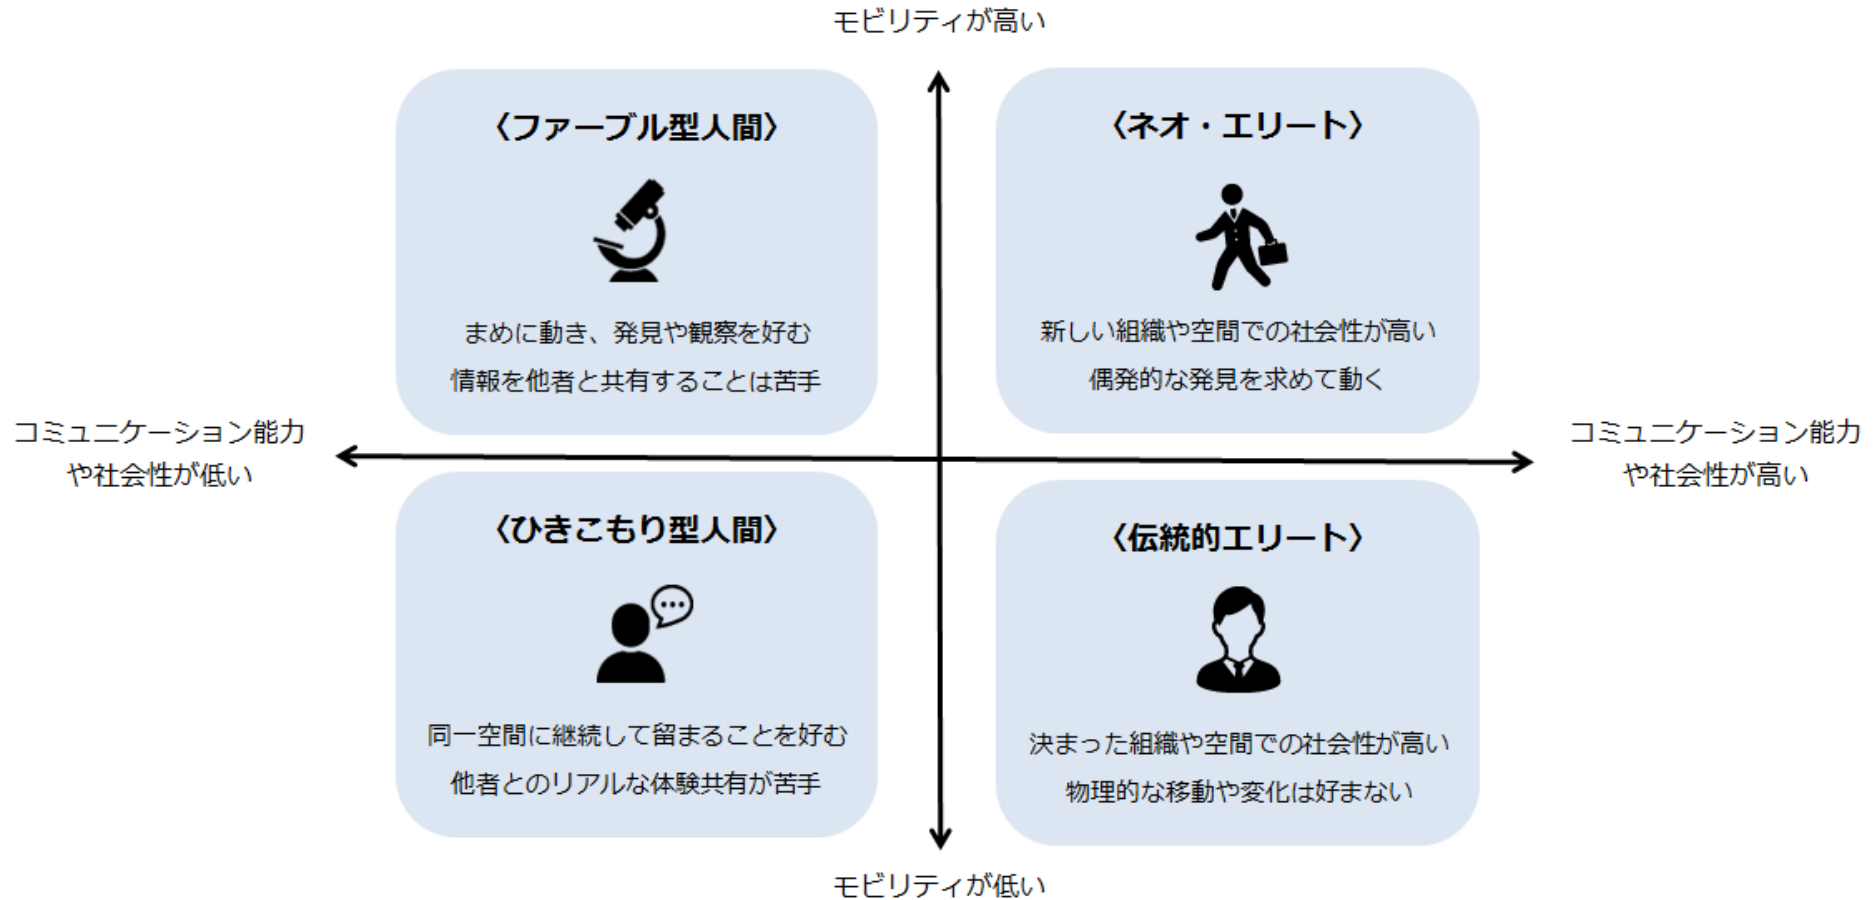 モビリティが高い
〈ファーブル型人間〉
まめに動き、発見や観察を好む
情報を他者と共有することは苦手
〈ネオ・エリート〉
新しい組織や空間での社会性が高い
偶発的な発見を求めて動く
コミュニケーション能力
や社会性が低い
コミュニケーション能力
や社会性が高い
〈ひきこもり型人間〉
同一空間に継続して留まることを好む
他者とのリアルな体験共有が苦手
〈伝統的エリート〉
決まった組織や空間での社会性が高い
物理的な移動や変化は好まない
モビリティが低い